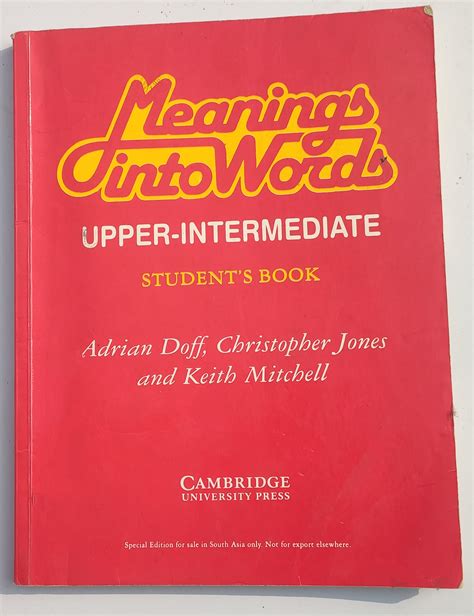 Meanings
into Words
UPPER-INTERMEDIATE
STUDENT'S BOOK
Adrian Doff, Christopher Jones
and Keith Mitchell
CAMBRIDGE
UNIVERSITY PRESS
Special Edition for sale in South Asia only. Not for export elsewhere.